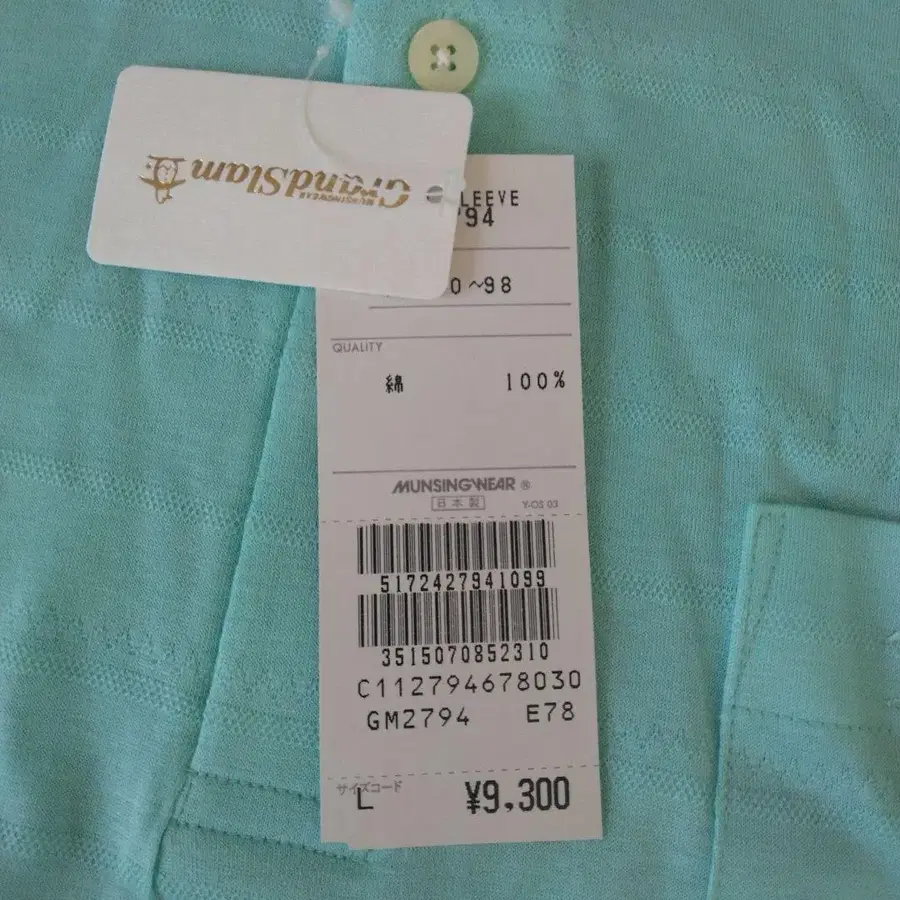 GrandSlam
MUNSINGWEAR
LEEVE
'94
0~98
QUALITY
綿 100%
MUNSINGWEAR ®
日本製 Y-OS 03
5172427941099
3515070852310
C112794678030
GM2794 E78
サイズコード
L ¥9,300